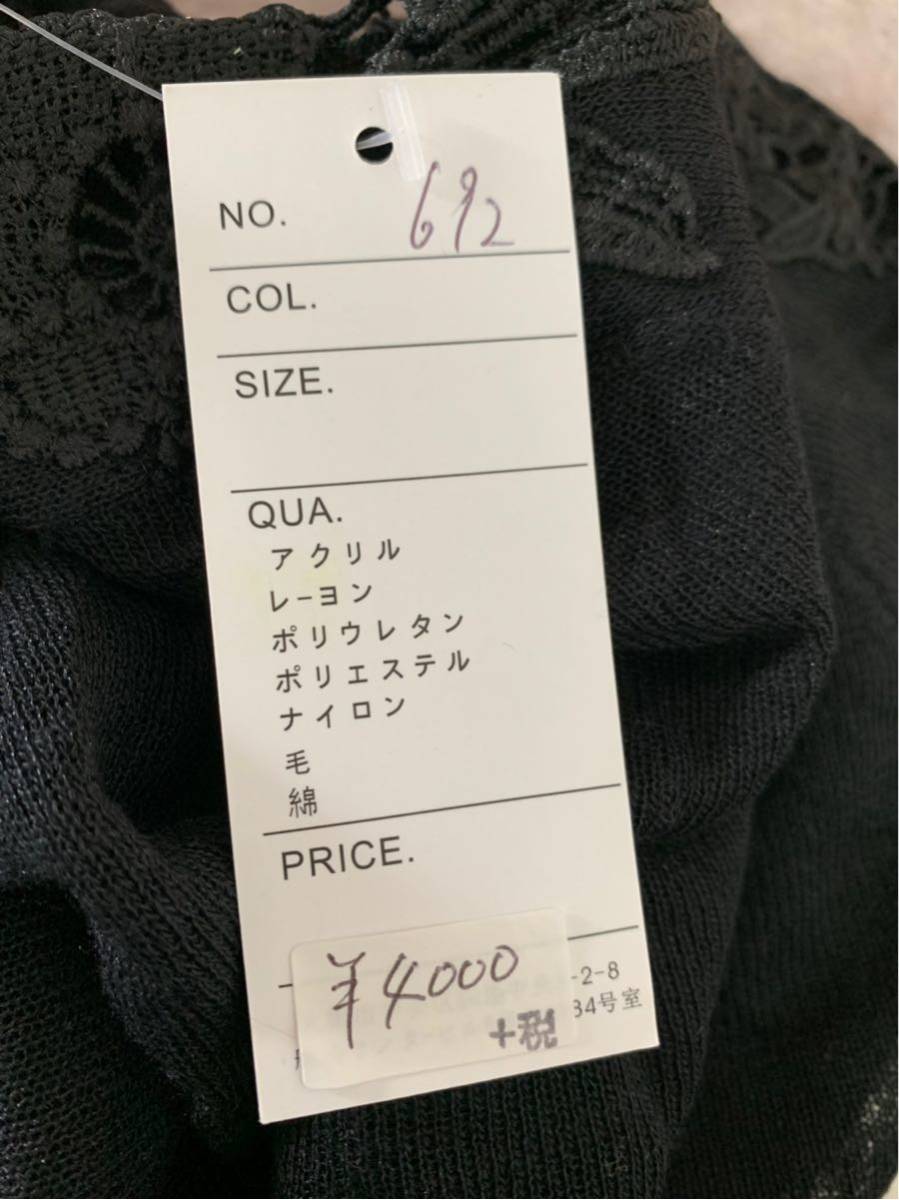 NO. 692
COL.
SIZE.
QUA.
アクリル
レーヨン
ポリウレタン
ポリエステル
ナイロン
毛
綿
PRICE.
¥4000
+税
-2-8
34号室